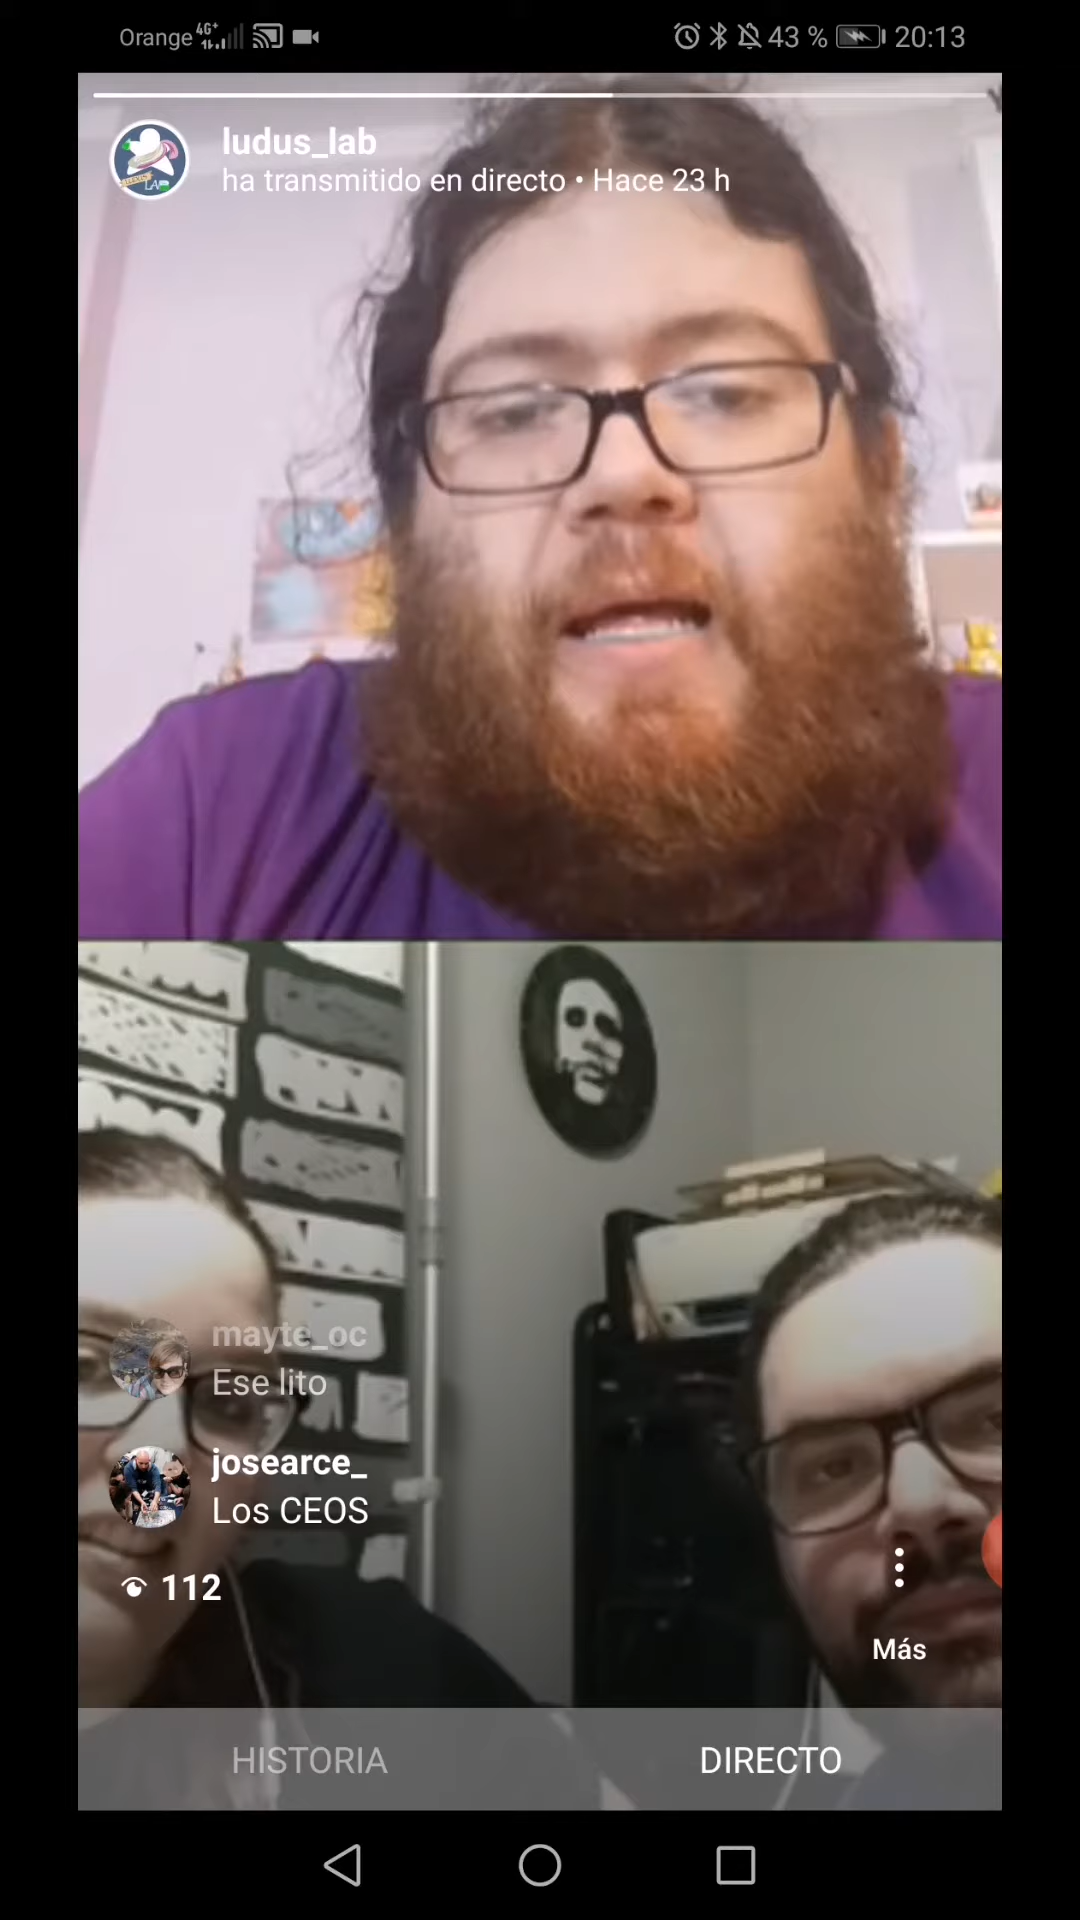 Orange 4G+ 43 % 20:13
ludus_lab
ha transmitido en directo • Hace 23 h
mayte_oc
Ese lito
josearce_
Los CEOS
112
Más
HISTORIA
DIRECTO